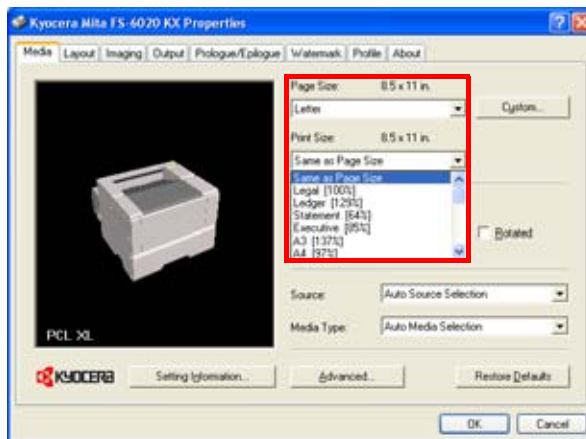 Kyocera Mita FS-6020 KX Properties
Media Layout Imaging Output Prologue/Epilogue Watermark Profile About
Page Size: 8.5 x 11 in.
Letter Custom...
Print Size: 8.5 x 11 in.
Same as Page Size
Same as Page Size
Legal [100%]
Ledger [129%]
Statement [64%]
Executive [85%]
A3 [137%]
A4 [97%]
Rotated
Source: Auto Source Selection
PCL XL
Media Type: Auto Media Selection
KYOCERA Setting Information... Advanced... Restore Defaults
OK Cancel